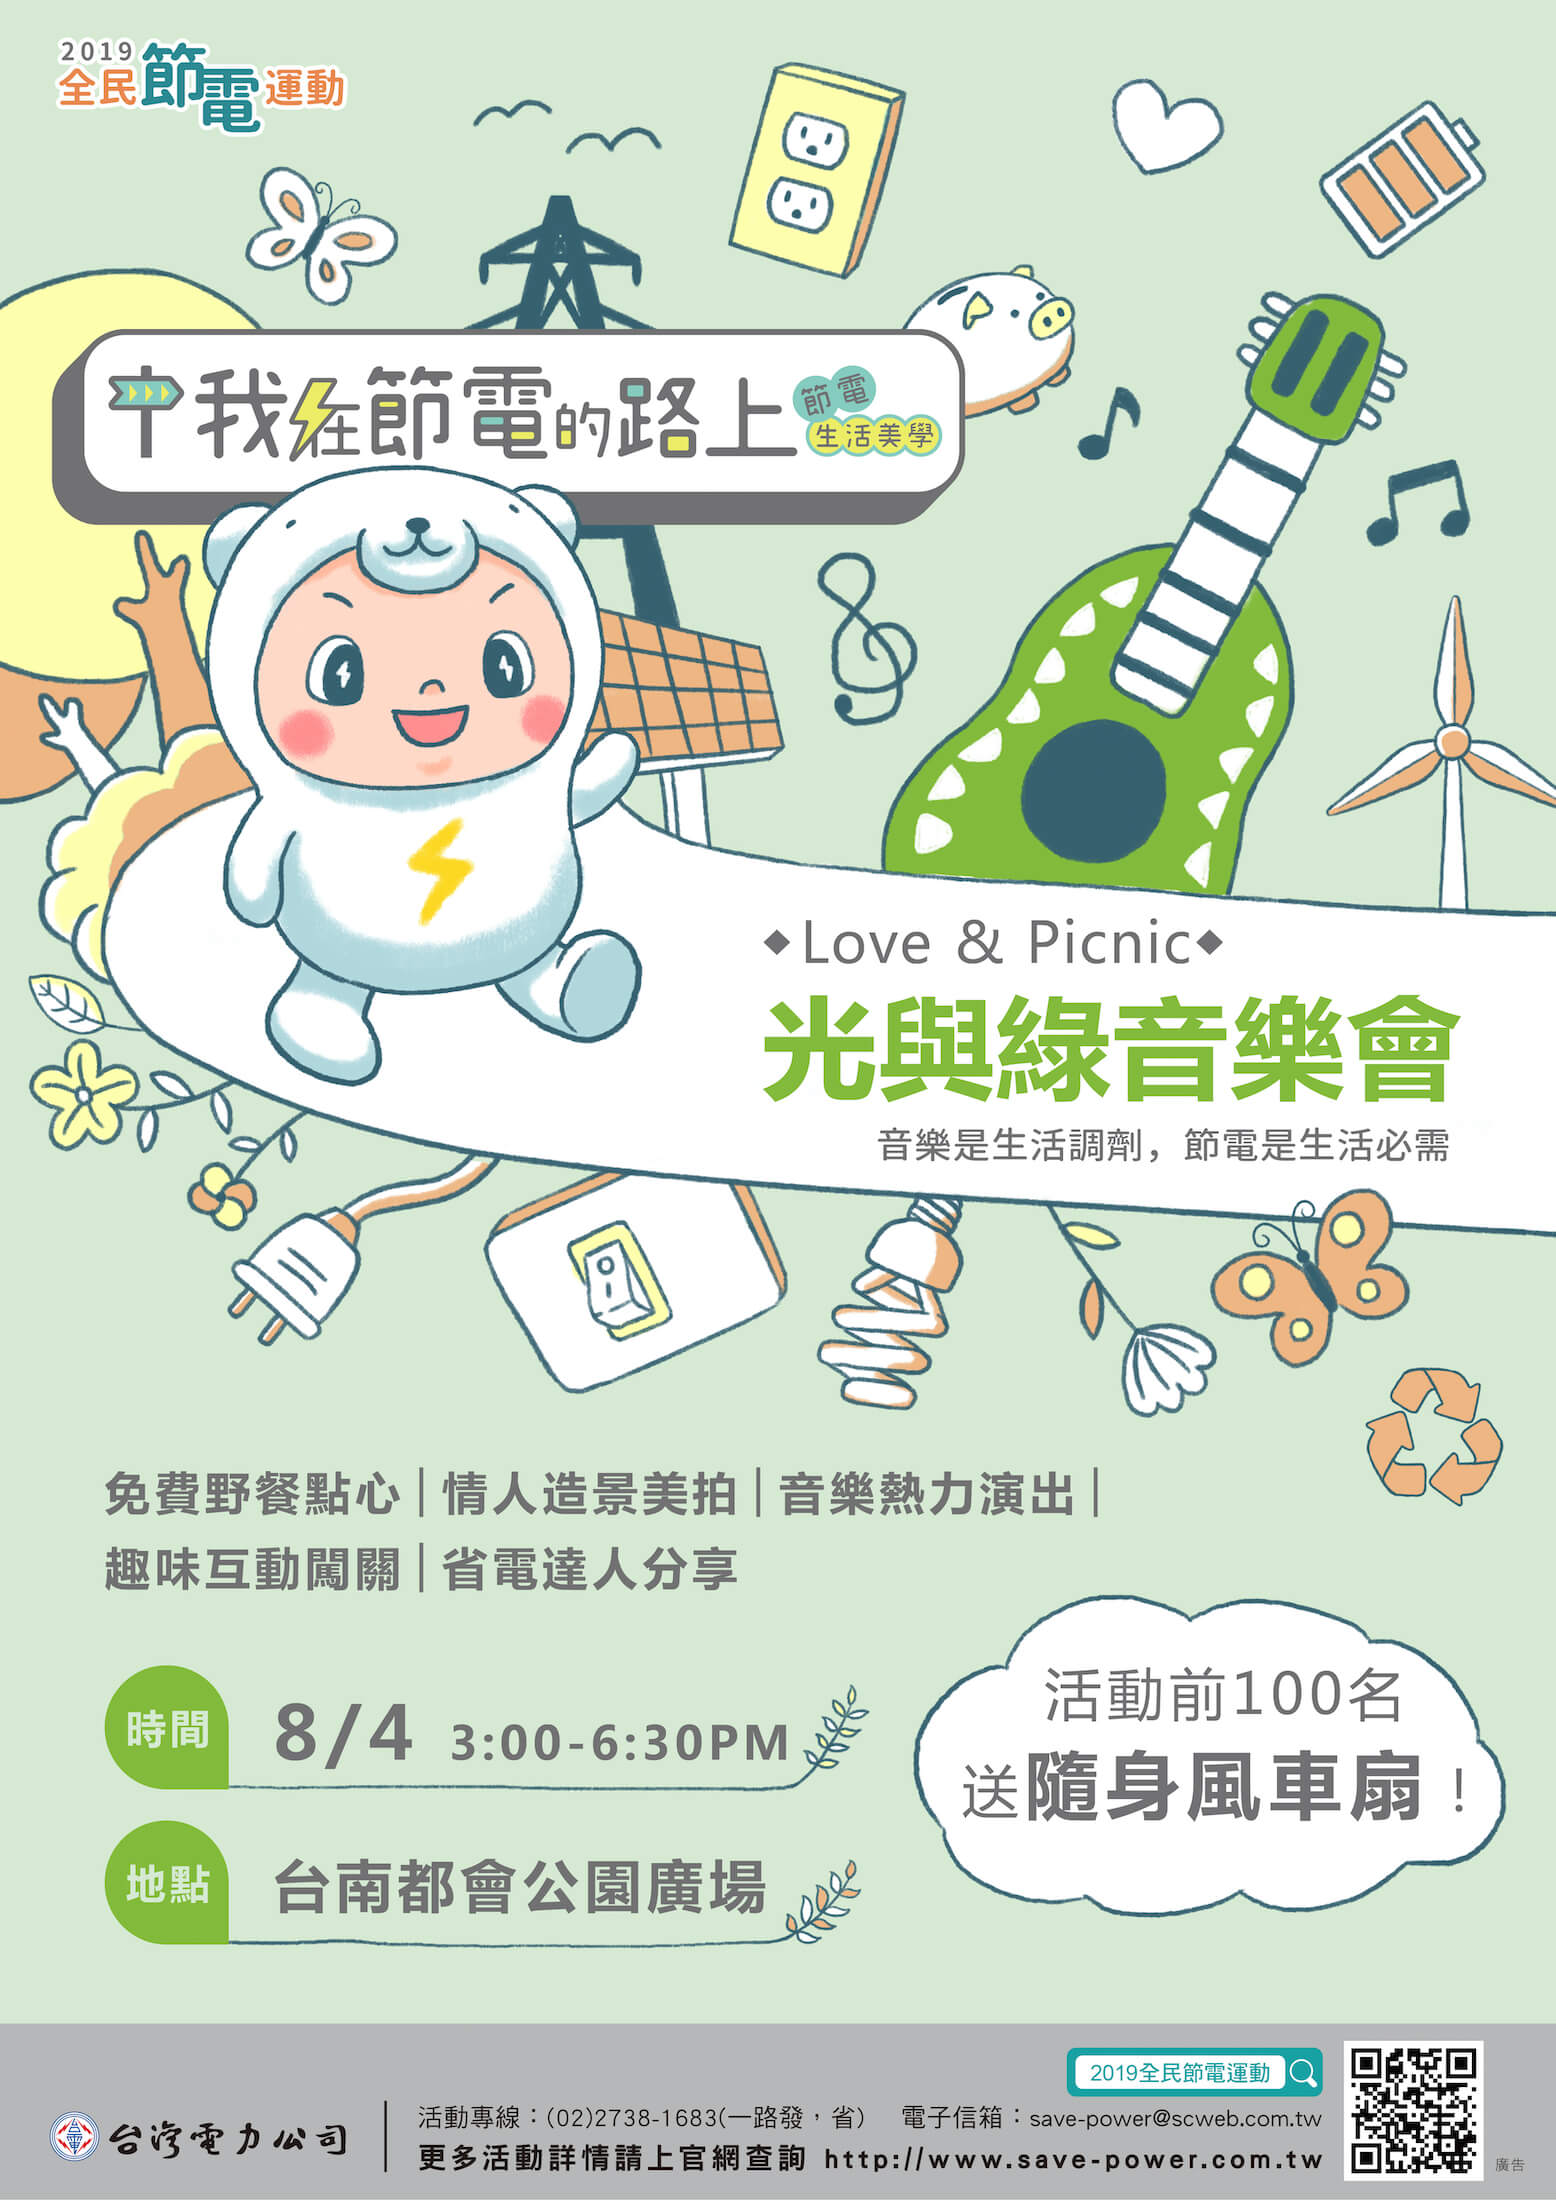 2019
全民節電運動
我在節電的路上
節電
生活美學
◆Love & Picnic◆
光與綠音樂會
音樂是生活調劑，節電是生活必需
免費野餐點心｜情人造景美拍｜音樂熱力演出｜
趣味互動闖關｜省電達人分享
時間 8/4 3:00-6:30PM
地點 台南都會公園廣場
活動前100名
送隨身風車扇！
2019全民節電運動
台灣電力公司
活動專線：(02)2738-1683(一路發，省) 電子信箱：save-power@scweb.com.tw
更多活動詳情請上官網查詢 http://www.save-power.com.tw
廣告